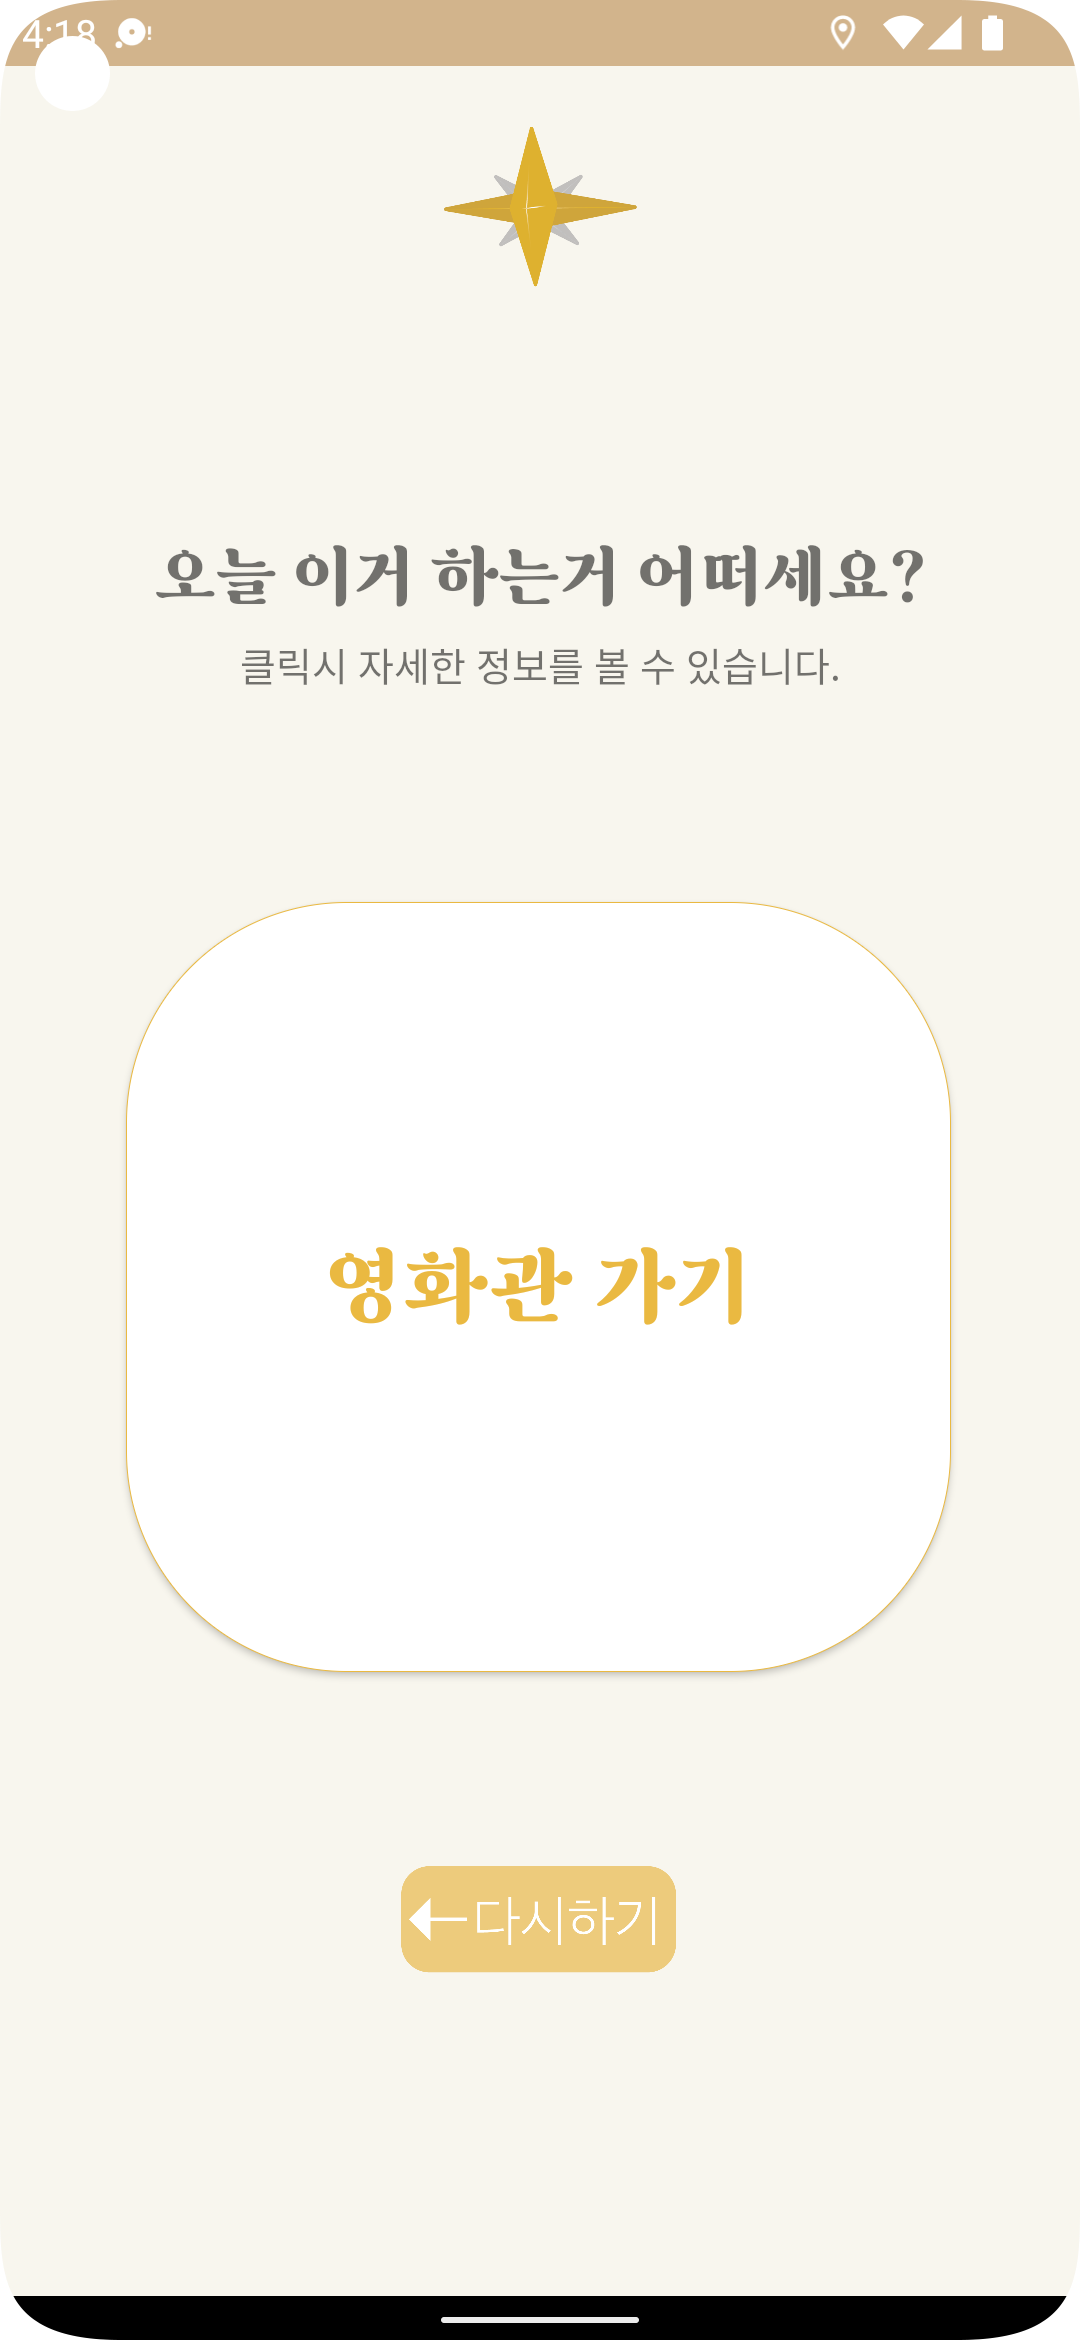 4:18
오늘 이거 하는거 어떠세요?
클릭시 자세한 정보를 볼 수 있습니다.
영화관 가기
다시하기